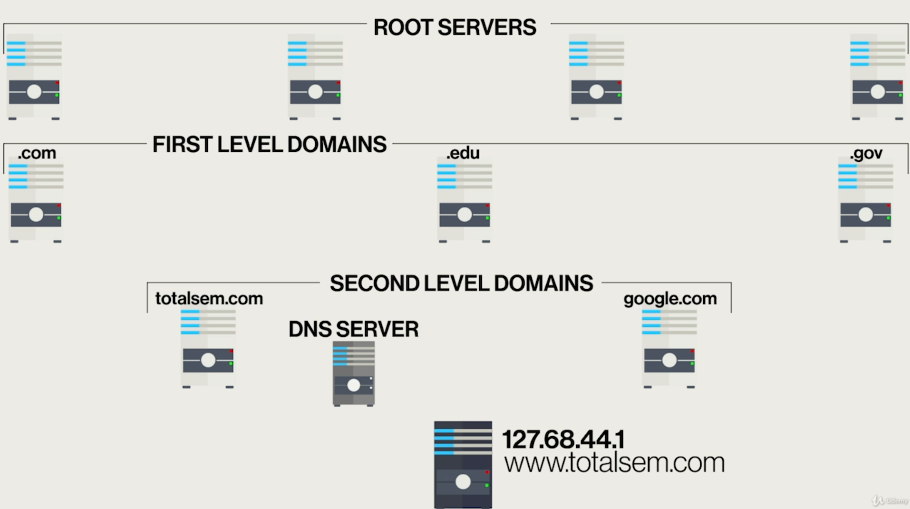 ROOT SERVERS
FIRST LEVEL DOMAINS
.com
.edu
.gov
SECOND LEVEL DOMAINS
totalsem.com
google.com
DNS SERVER
127.68.44.1
www.totalsem.com
Udemy